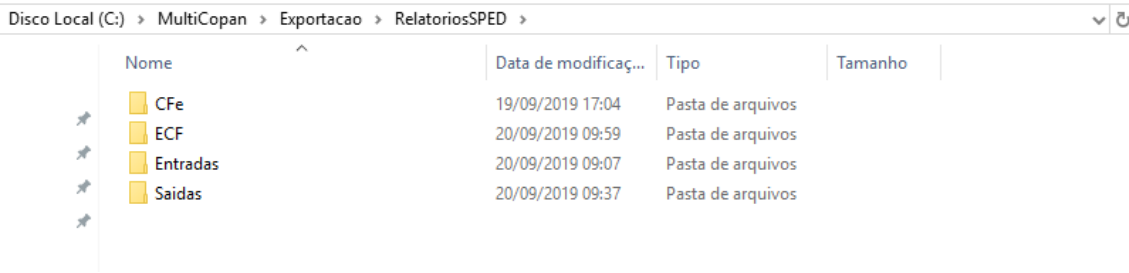 Disco Local (C:) › MultiCopan › Exportacao › RelatoriosSPED ›
Nome Data de modificaç... Tipo Tamanho
CFe 19/09/2019 17:04 Pasta de arquivos
ECF 20/09/2019 09:59 Pasta de arquivos
Entradas 20/09/2019 09:07 Pasta de arquivos
Saidas 20/09/2019 09:37 Pasta de arquivos